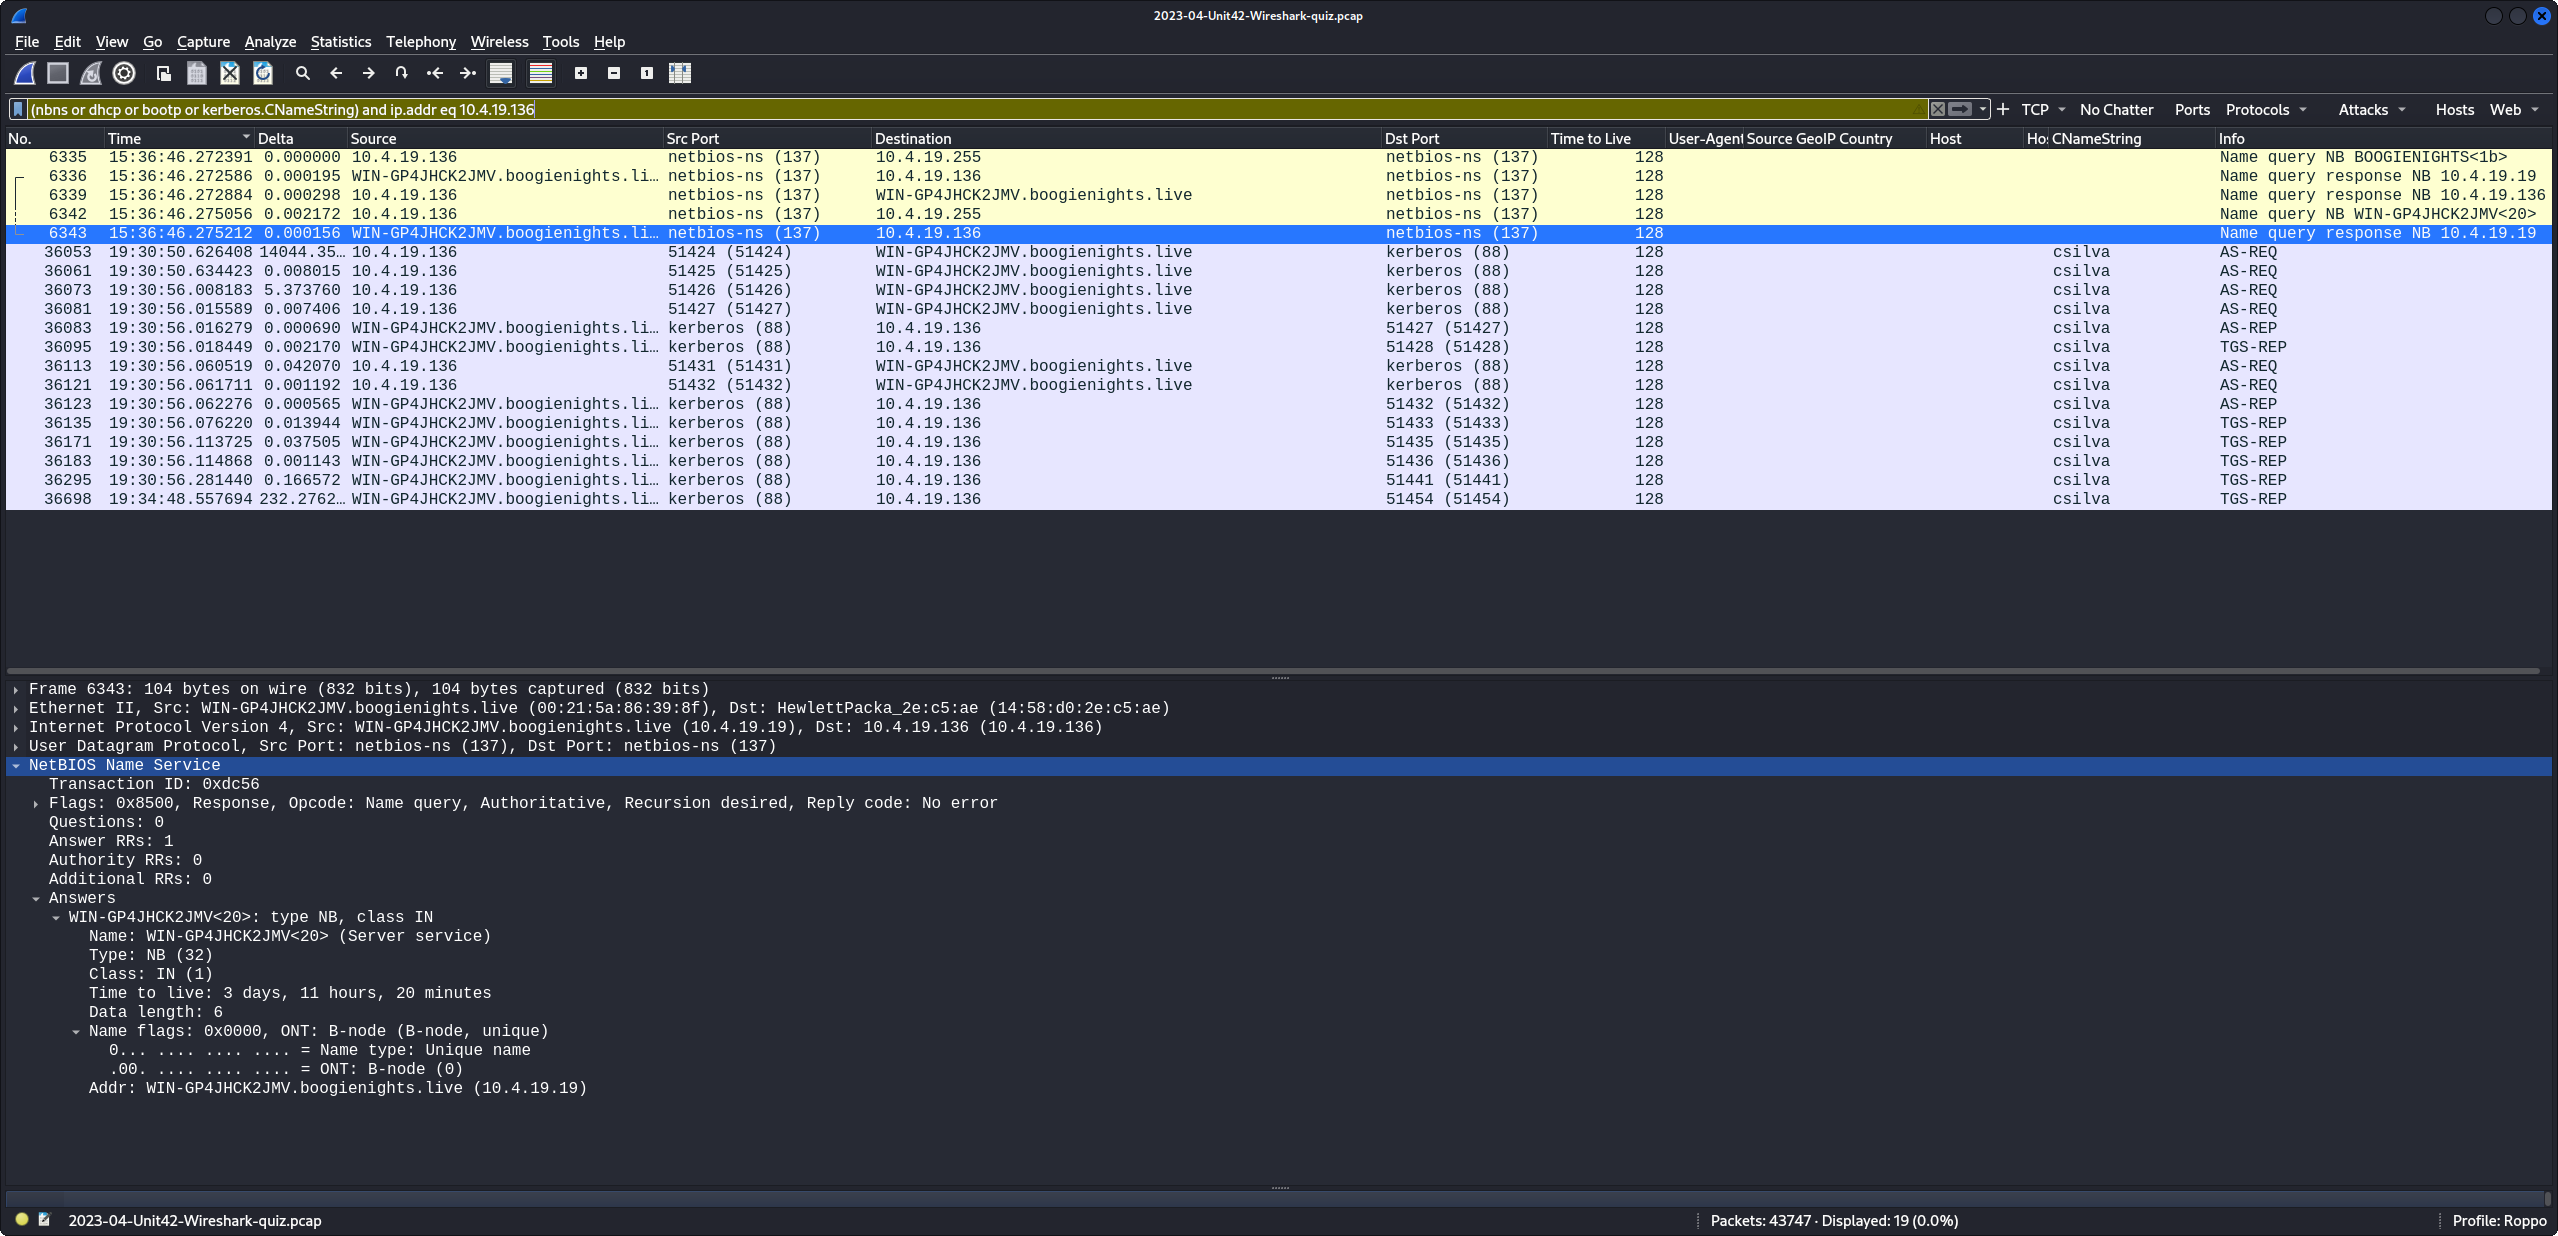 2023-04-Unit42-Wireshark-quiz.pcap
File Edit View Go Capture Analyze Statistics Telephony Wireless Tools Help
(nbns or dhcp or bootp or kerberos.CNameString) and ip.addr eq 10.4.19.136 TCP No Chatter Ports Protocols Attacks Hosts Web
No. Time Delta Source Src Port Destination Dst Port Time to Live User-Agent Source GeoIP Country Host Ho CNameString Info
6335 15:36:46.272391 0.000000 10.4.19.136 netbios-ns (137) 10.4.19.255 netbios-ns (137) 128 Name query NB BOOGIENIGHTS<1b>
6336 15:36:46.272586 0.000195 WIN-GP4JHCK2JMV.boogienights.li… netbios-ns (137) 10.4.19.136 netbios-ns (137) 128 Name query response NB 10.4.19.19
6339 15:36:46.272884 0.000298 10.4.19.136 netbios-ns (137) WIN-GP4JHCK2JMV.boogienights.live netbios-ns (137) 128 Name query response NB 10.4.19.136
6342 15:36:46.275056 0.002172 10.4.19.136 netbios-ns (137) 10.4.19.255 netbios-ns (137) 128 Name query NB WIN-GP4JHCK2JMV<20>
6343 15:36:46.275212 0.000156 WIN-GP4JHCK2JMV.boogienights.li… netbios-ns (137) 10.4.19.136 netbios-ns (137) 128 Name query response NB 10.4.19.19
36053 19:30:50.626408 14044.35… 10.4.19.136 51424 (51424) WIN-GP4JHCK2JMV.boogienights.live kerberos (88) 128 csilva AS-REQ
36061 19:30:50.634423 0.008015 10.4.19.136 51425 (51425) WIN-GP4JHCK2JMV.boogienights.live kerberos (88) 128 csilva AS-REQ
36073 19:30:56.008183 5.373760 10.4.19.136 51426 (51426) WIN-GP4JHCK2JMV.boogienights.live kerberos (88) 128 csilva AS-REQ
36081 19:30:56.015589 0.007406 10.4.19.136 51427 (51427) WIN-GP4JHCK2JMV.boogienights.live kerberos (88) 128 csilva AS-REQ
36083 19:30:56.016279 0.000690 WIN-GP4JHCK2JMV.boogienights.li… kerberos (88) 10.4.19.136 51427 (51427) 128 csilva AS-REP
36095 19:30:56.018449 0.002170 WIN-GP4JHCK2JMV.boogienights.li… kerberos (88) 10.4.19.136 51428 (51428) 128 csilva TGS-REP
36113 19:30:56.060519 0.042070 10.4.19.136 51431 (51431) WIN-GP4JHCK2JMV.boogienights.live kerberos (88) 128 csilva AS-REQ
36121 19:30:56.061711 0.001192 10.4.19.136 51432 (51432) WIN-GP4JHCK2JMV.boogienights.live kerberos (88) 128 csilva AS-REQ
36123 19:30:56.062276 0.000565 WIN-GP4JHCK2JMV.boogienights.li… kerberos (88) 10.4.19.136 51432 (51432) 128 csilva AS-REP
36135 19:30:56.076220 0.013944 WIN-GP4JHCK2JMV.boogienights.li… kerberos (88) 10.4.19.136 51433 (51433) 128 csilva TGS-REP
36171 19:30:56.113725 0.037505 WIN-GP4JHCK2JMV.boogienights.li… kerberos (88) 10.4.19.136 51435 (51435) 128 csilva TGS-REP
36183 19:30:56.114868 0.001143 WIN-GP4JHCK2JMV.boogienights.li… kerberos (88) 10.4.19.136 51436 (51436) 128 csilva TGS-REP
36295 19:30:56.281440 0.166572 WIN-GP4JHCK2JMV.boogienights.li… kerberos (88) 10.4.19.136 51441 (51441) 128 csilva TGS-REP
36698 19:34:48.557694 232.2762… WIN-GP4JHCK2JMV.boogienights.li… kerberos (88) 10.4.19.136 51454 (51454) 128 csilva TGS-REP
Frame 6343: 104 bytes on wire (832 bits), 104 bytes captured (832 bits)
Ethernet II, Src: WIN-GP4JHCK2JMV.boogienights.live (00:21:5a:86:39:8f), Dst: HewlettPacka_2e:c5:ae (14:58:d0:2e:c5:ae)
Internet Protocol Version 4, Src: WIN-GP4JHCK2JMV.boogienights.live (10.4.19.19), Dst: 10.4.19.136 (10.4.19.136)
User Datagram Protocol, Src Port: netbios-ns (137), Dst Port: netbios-ns (137)
NetBIOS Name Service
Transaction ID: 0xdc56
Flags: 0x8500, Response, Opcode: Name query, Authoritative, Recursion desired, Reply code: No error
Questions: 0
Answer RRs: 1
Authority RRs: 0
Additional RRs: 0
Answers
WIN-GP4JHCK2JMV<20>: type NB, class IN
Name: WIN-GP4JHCK2JMV<20> (Server service)
Type: NB (32)
Class: IN (1)
Time to live: 3 days, 11 hours, 20 minutes
Data length: 6
Name flags: 0x0000, ONT: B-node (B-node, unique)
0... .... .... .... = Name type: Unique name
.00. .... .... .... = ONT: B-node (0)
Addr: WIN-GP4JHCK2JMV.boogienights.live (10.4.19.19)
2023-04-Unit42-Wireshark-quiz.pcap Packets: 43747 · Displayed: 19 (0.0%) Profile: Roppo